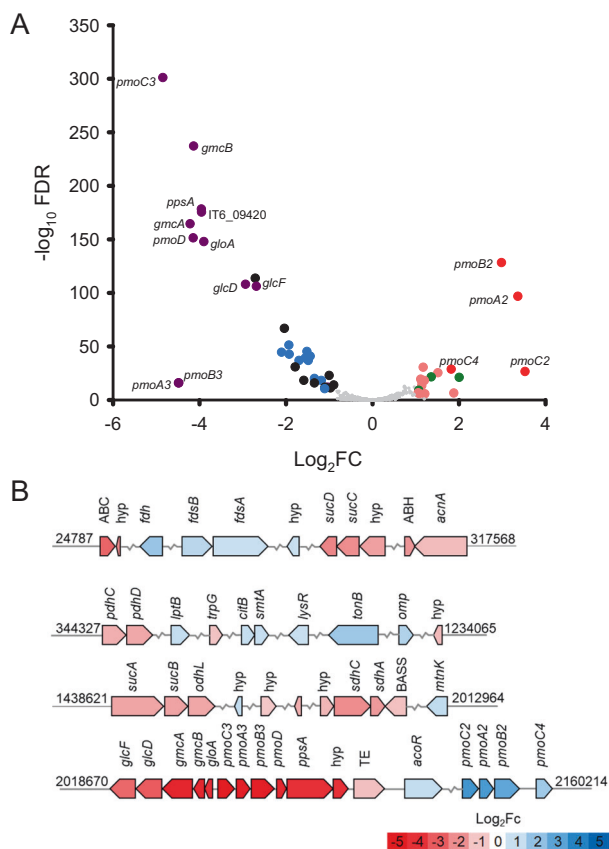 A
350
300
250
200
150
100
50
0
-log10 FDR
-6
-4
-2
0
2
4
Log2FC
pmoC3
gmcB
ppsA
IT6_09420
gmcA
pmoD
gloA
glcD
glcF
pmoA3
pmoB3
pmoB2
pmoA2
pmoC4
pmoC2
B
ABC hyp fdh fdsB fdsA hyp sucD sucC hyp ABH acnA
24787 317568
pdhC pdhD lptB trpG citB smtA lysR tonB omp hyp
344327 1234065
sucA sucB odhL hyp hyp hyp sdhC sdhA BASS mtnK
1438621 2012964
glcF glcD gmcA gmcB gloA pmoC3 pmoA3 pmoB3 pmoD ppsA hyp TE acoR pmoC2 pmoA2 pmoB2 pmoC4
2018670 2160214
Log2Fc
-5 -4 -3 -2 -1 0 1 2 3 4 5